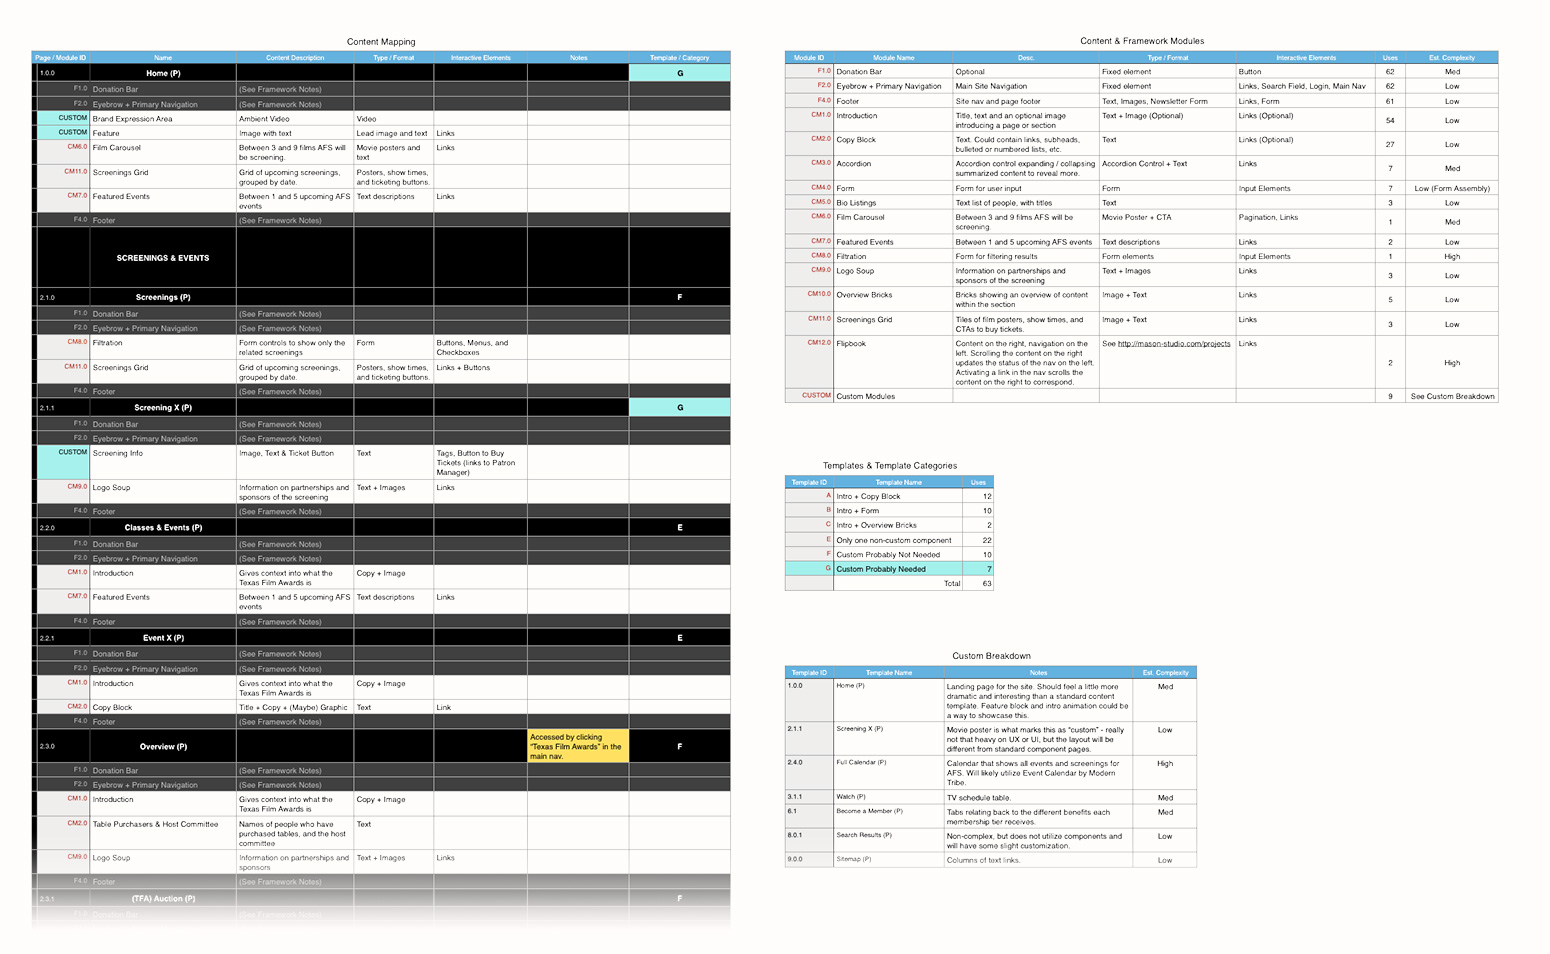 Content Mapping
Page / Module ID Name Content Description Type / Format Interactive Elements Notes Template / Category
1.0.0 Home (P) G
F1.0 Donation Bar (See Framework Notes)
F2.0 Eyebrow + Primary Navigation (See Framework Notes)
CUSTOM Brand Expression Area Ambient Video Video
CUSTOM Feature Image with text Lead image and text Links
CM6.0 Film Carousel Between 3 and 9 films AFS will Movie posters and Links
be screening. text
CM11.0 Screenings Grid Grid of upcoming screenings, Posters, show times,
grouped by date. and ticketing buttons.
CM7.0 Featured Events Between 1 and 5 upcoming AFS Text descriptions Links
events
F4.0 Footer (See Framework Notes)
SCREENINGS & EVENTS
2.1.0 Screenings (P) F
F1.0 Donation Bar (See Framework Notes)
F2.0 Eyebrow + Primary Navigation (See Framework Notes)
CM8.0 Filtration Form controls to show only the Form Buttons, Menus, and
related screenings Checkboxes
CM11.0 Screenings Grid Grid of upcoming screenings, Posters, show times, Links + Buttons
grouped by date. and ticketing buttons.
F4.0 Footer (See Framework Notes)
2.1.1 Screening X (P) G
F1.0 Donation Bar (See Framework Notes)
F2.0 Eyebrow + Primary Navigation (See Framework Notes)
CUSTOM Screening Info Image, Text & Ticket Button Text Tags, Button to Buy
Tickets (links to Patron
Manager)
CM9.0 Logo Soup Information on partnerships and Text + Images Links
sponsors of the screening
F4.0 Footer (See Framework Notes)
2.2.0 Classes & Events (P) E
F1.0 Donation Bar (See Framework Notes)
F2.0 Eyebrow + Primary Navigation (See Framework Notes)
CM1.0 Introduction Gives context into what the Copy + Image
Texas Film Awards is
CM7.0 Featured Events Between 1 and 5 upcoming AFS Text descriptions Links
events
F4.0 Footer (See Framework Notes)
2.2.1 Event X (P) E
F1.0 Donation Bar (See Framework Notes)
F2.0 Eyebrow + Primary Navigation (See Framework Notes)
CM1.0 Introduction Gives context into what the Copy + Image
Texas Film Awards is
CM2.0 Copy Block Title + Copy + (Maybe) Graphic Text Link
F4.0 Footer (See Framework Notes)
2.3.0 Overview (P) Accessed by clicking F
"Texas Film Awards" in the
main nav.
F1.0 Donation Bar (See Framework Notes)
F2.0 Eyebrow + Primary Navigation (See Framework Notes)
CM1.0 Introduction Gives context into what the Copy + Image
Texas Film Awards is
CM2.0 Table Purchasers & Host Committee Names of people who have Text
purchased tables, and the host
committee
CM9.0 Logo Soup Information on partnerships and Text + Images Links
sponsors
F4.0 Footer (See Framework Notes)
2.3.1 (TFA) Auction (P) F
F1.0 Donation Bar (See Framework Notes)
Content & Framework Modules
Module ID Module Name Desc. Type / Format Interactive Elements Uses Est. Complexity
F1.0 Donation Bar Optional Fixed element Button 62 Med
F2.0 Eyebrow + Primary Navigation Main Site Navigation Fixed element Links, Search Field, Login, Main Nav 62 Low
F4.0 Footer Site nav and page footer Text, Images, Newsletter Form Links, Form 61 Low
CM1.0 Introduction Title, text and an optional image Text + Image (Optional) Links (Optional) 54 Low
introducing a page or section
CM2.0 Copy Block Text. Could contain links, subheads, Text Links (Optional) 27 Low
bulleted or numbered lists, etc.
CM3.0 Accordion Accordion control expanding / collapsing Accordion Control + Text Links 7 Med
summarized content to reveal more.
CM4.0 Form Form for user input Form Input Elements 7 Low (Form Assembly)
CM5.0 Bio Listings Text list of people, with titles Text 3 Low
CM6.0 Film Carousel Between 3 and 9 films AFS will be Movie Poster + CTA Pagination, Links 1 Med
screening.
CM7.0 Featured Events Between 1 and 5 upcoming AFS events Text descriptions Links 2 Low
CM8.0 Filtration Form for filtering results Form elements Input Elements 1 High
CM9.0 Logo Soup Information on partnerships and Text + Images Links 3 Low
sponsors of the screening
CM10.0 Overview Bricks Bricks showing an overview of content Image + Text Links 5 Low
within the section
CM11.0 Screenings Grid Tiles of film posters, show times, and Image + Text Links 3 Low
CTAs to buy tickets.
CM12.0 Flipbook Content on the right, navigation on the See http://mason-studio.com/projects Links 2 High
left. Scrolling the content on the right
updates the status of the nav on the left.
Activating a link in the nav scrolls the
content on the right to correspond.
CUSTOM Custom Modules 9 See Custom Breakdown
Templates & Template Categories
Template ID Template Name Uses
A Intro + Copy Block 12
B Intro + Form 10
C Intro + Overview Bricks 2
E Only one non-custom component 22
F Custom Probably Not Needed 10
G Custom Probably Needed 7
Total 63
Custom Breakdown
Template ID Template Name Notes Est. Complexity
1.0.0 Home (P) Landing page for the site. Should feel a little more Med
dramatic and interesting than a standard content
template. Feature block and intro animation could be
a way to showcase this.
2.1.1 Screening X (P) Movie poster is what marks this as "custom" - really Low
not that heavy on UX or UI, but the layout will be
different from standard component pages.
2.4.0 Full Calendar (P) Calendar that shows all events and screenings for High
AFS. Will likely utilize Event Calendar by Modern
Tribe.
3.1.1 Watch (P) TV schedule table. Med
6.1 Become a Member (P) Tabs relating back to the different benefits each Med
membership tier receives.
8.0.1 Search Results (P) Non-complex, but does not utilize components and Low
will have some slight customization.
9.0.0 Sitemap (P) Columns of text links. Low